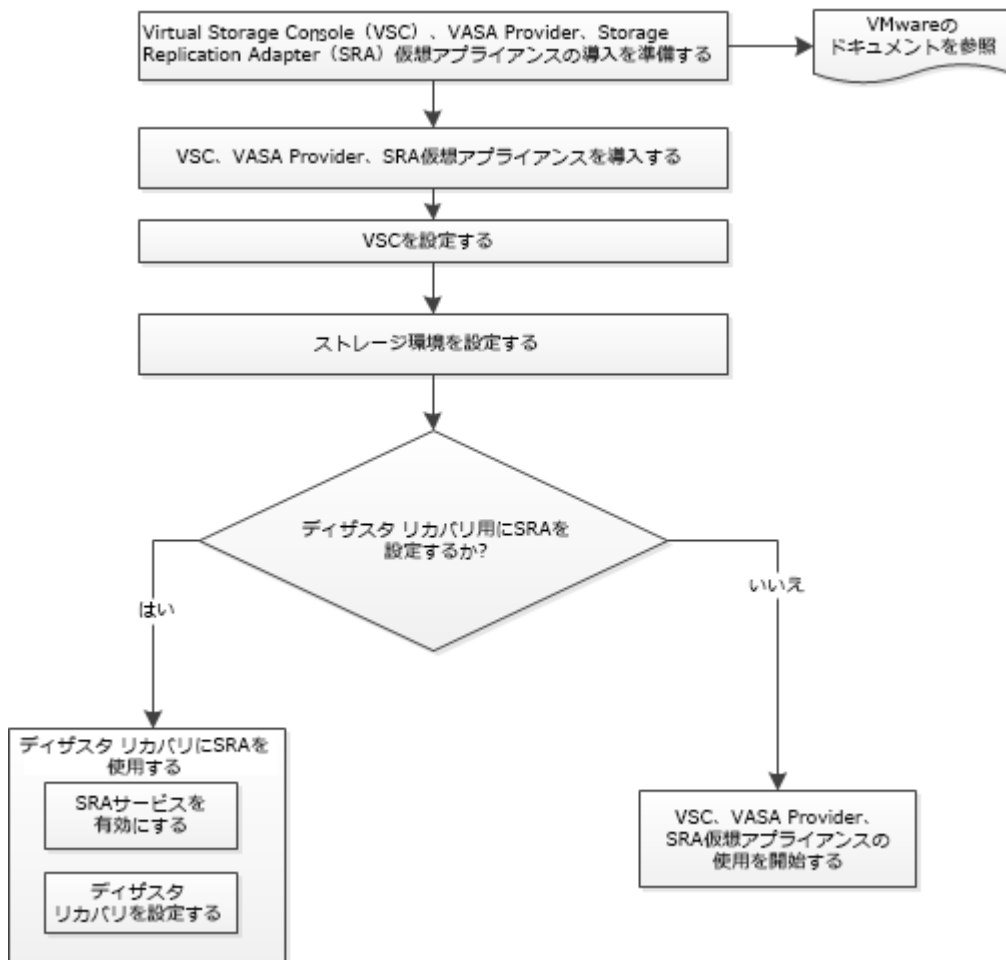 Virtual Storage Console（VSC）、VASA Provider、Storage
Replication Adapter（SRA）仮想アプライアンスの導入を準備する
VMwareの
ドキュメントを参照
VSC、VASA Provider、SRA仮想アプライアンスを導入する
VSCを設定する
ストレージ環境を設定する
ディザスタ リカバリ用にSRAを
設定するか?
はい
いいえ
ディザスタ リカバリにSRAを
使用する
SRAサービスを
有効にする
ディザスタ
リカバリを設定する
VSC、VASA Provider、
SRA仮想アプライアンスの
使用を開始する